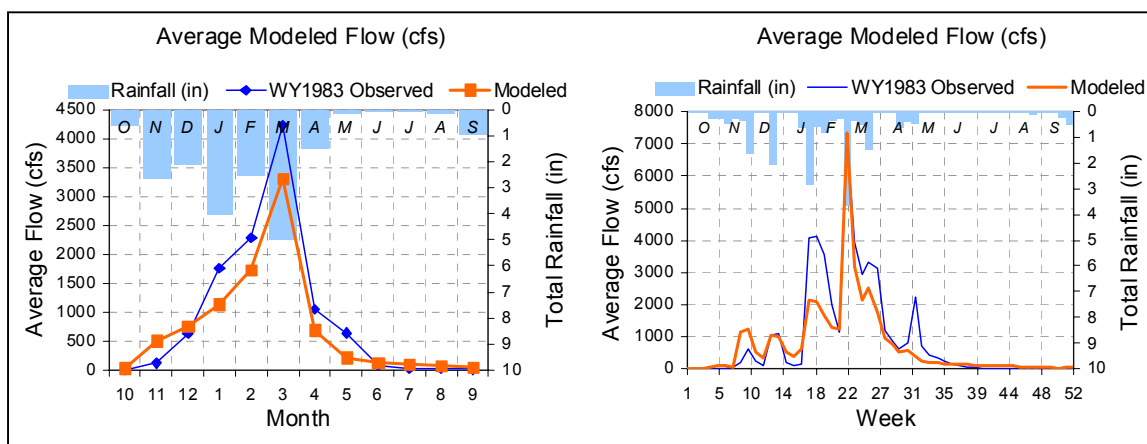 Average Modeled Flow (cfs)
Rainfall (in) WY1983 Observed Modeled
Average Flow (cfs)
4500
4000
3500
3000
2500
2000
1500
1000
500
0
O N D J F M A M J J A S
0
1
2
3
4
5
6
7
8
9
10
Total Rainfall (in)
10 11 12 1 2 3 4 5 6 7 8 9
Month
Average Modeled Flow (cfs)
Rainfall (in) WY1983 Observed Modeled
Average Flow (cfs)
8000
7000
6000
5000
4000
3000
2000
1000
0
O N D J F M A M J J A S
0
1
2
3
4
5
6
7
8
9
10
Total Rainfall (in)
1 5 10 14 18 22 27 31 35 39 44 48 52
Week